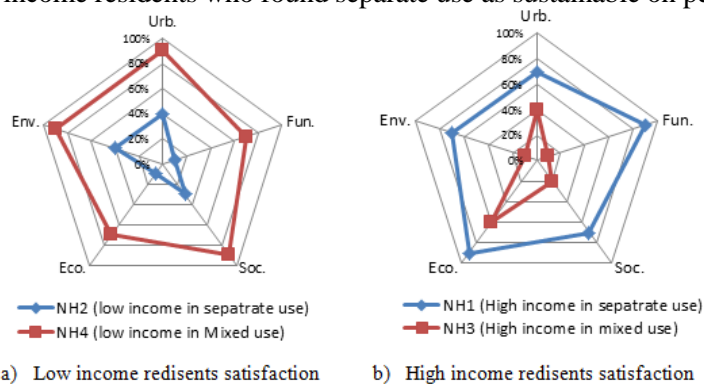 income residents who found separate use as sustainable on pe
Urb.
100%
80%
60%
40%
20%
0%
Env.
Fun.
Eco.
Soc.
NH2 (low income in sepatrate use)
NH4 (low income in Mixed use)
a) Low income redisents satisfaction
Urb.
100%
80%
60%
40%
20%
0%
Env.
Fun.
Eco.
Soc.
NH1 (High income in sepatrate use)
NH3 (High income in mixed use)
b) High income redisents satisfaction